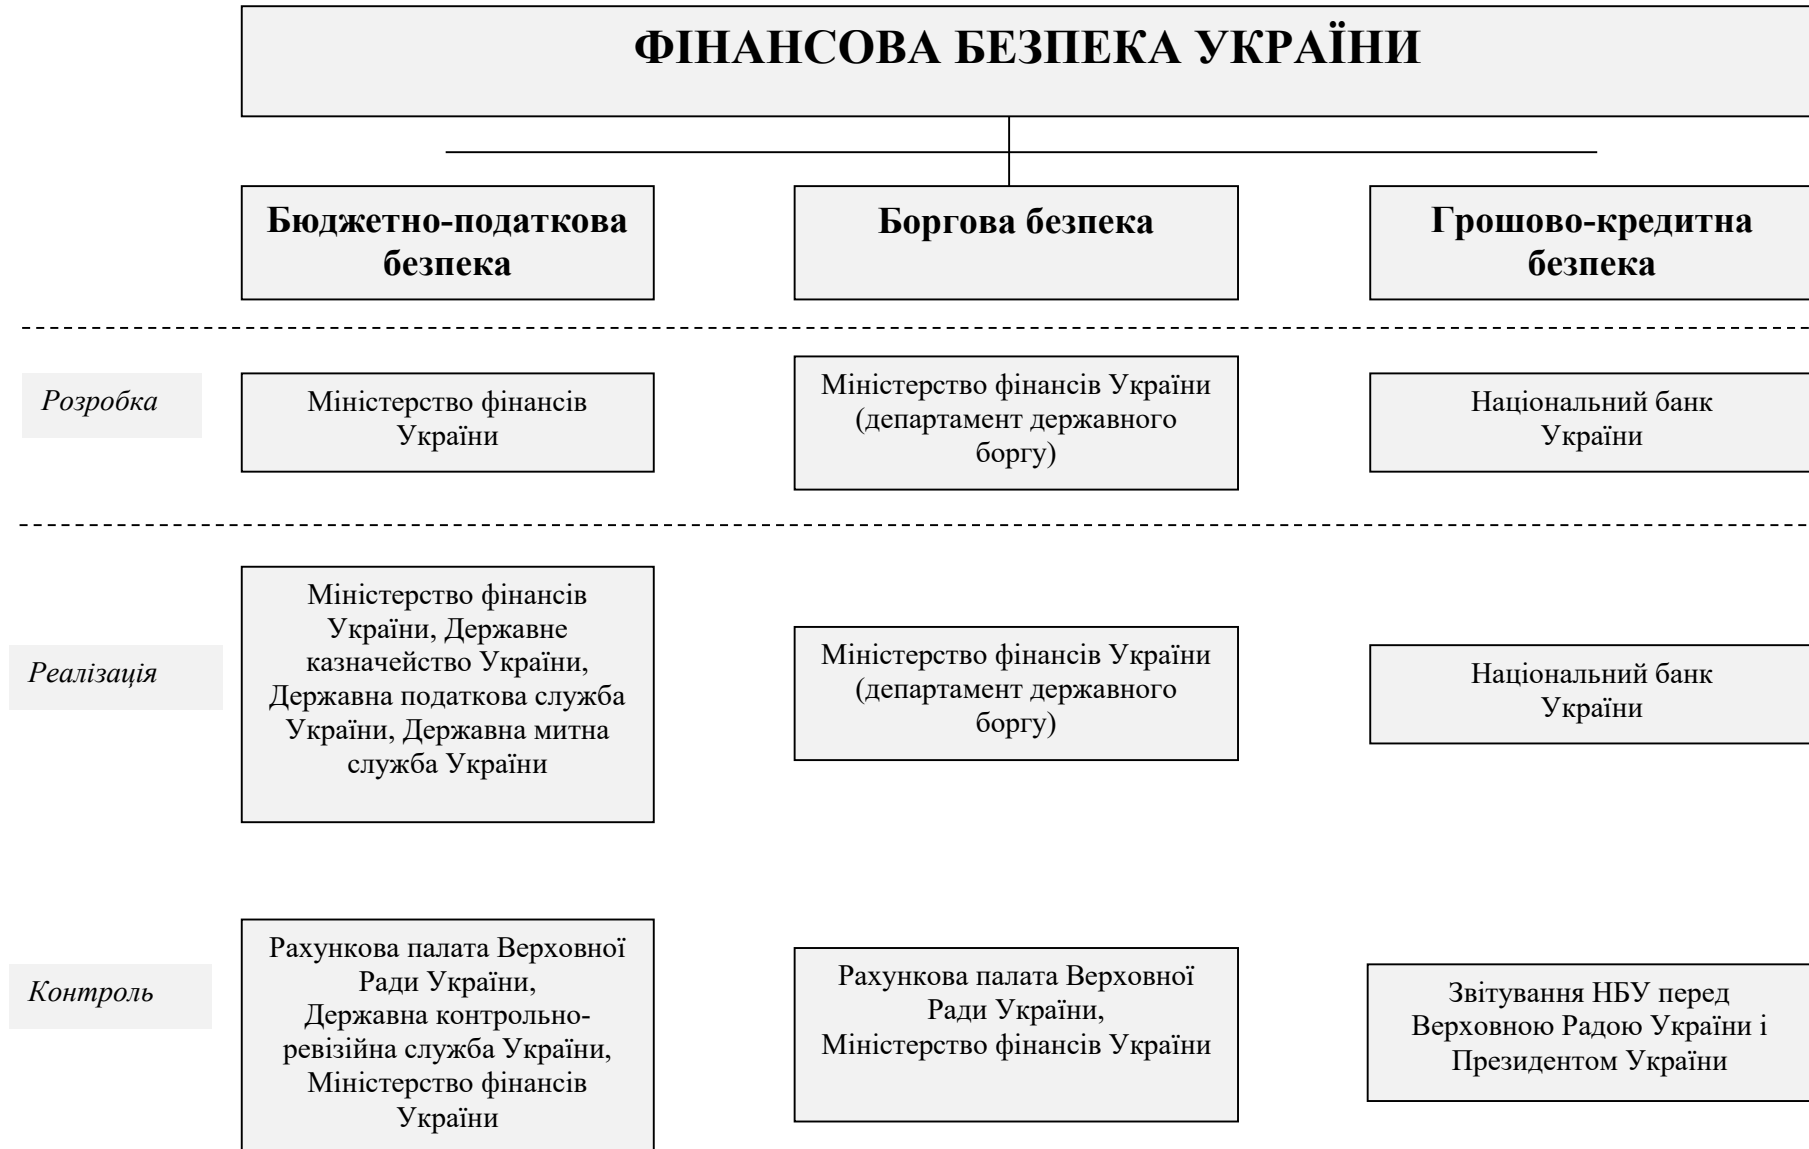 ФІНАНСОВА БЕЗПЕКА УКРАЇНИ
Бюджетно-податкова
безпека
Боргова безпека
Грошово-кредитна
безпека
Розробка
Міністерство фінансів
України
Міністерство фінансів України
(департамент державного
боргу)
Національний банк
України
Реалізація
Міністерство фінансів
України, Державне
казначейство України,
Державна податкова служба
України, Державна митна
служба України
Міністерство фінансів України
(департамент державного
боргу)
Національний банк
України
Контроль
Рахункова палата Верховної
Ради України,
Державна контрольно-
ревізійна служба України,
Міністерство фінансів
України
Рахункова палата Верховної
Ради України,
Міністерство фінансів України
Звітування НБУ перед
Верховною Радою України і
Президентом України